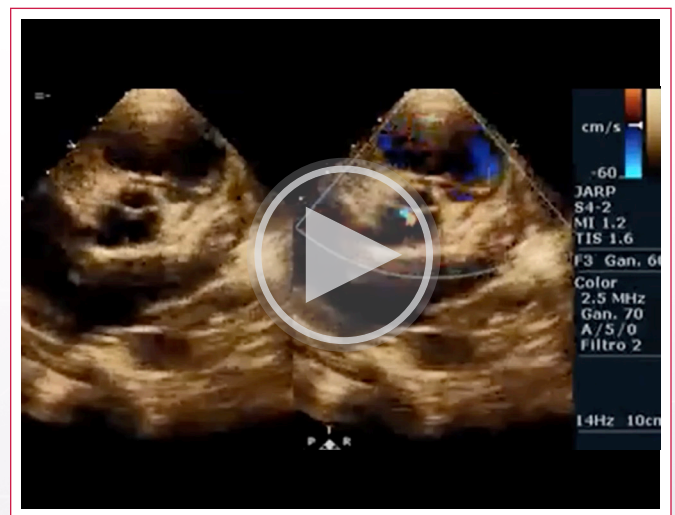 cm/s
-60
JARP
S4-2
MI 1.2
TIS 1.6
F3 Gan. 6
Color
2.5 MHz
Gan. 70
A/5/0
Filtro 2
14Hz 10cm
P R